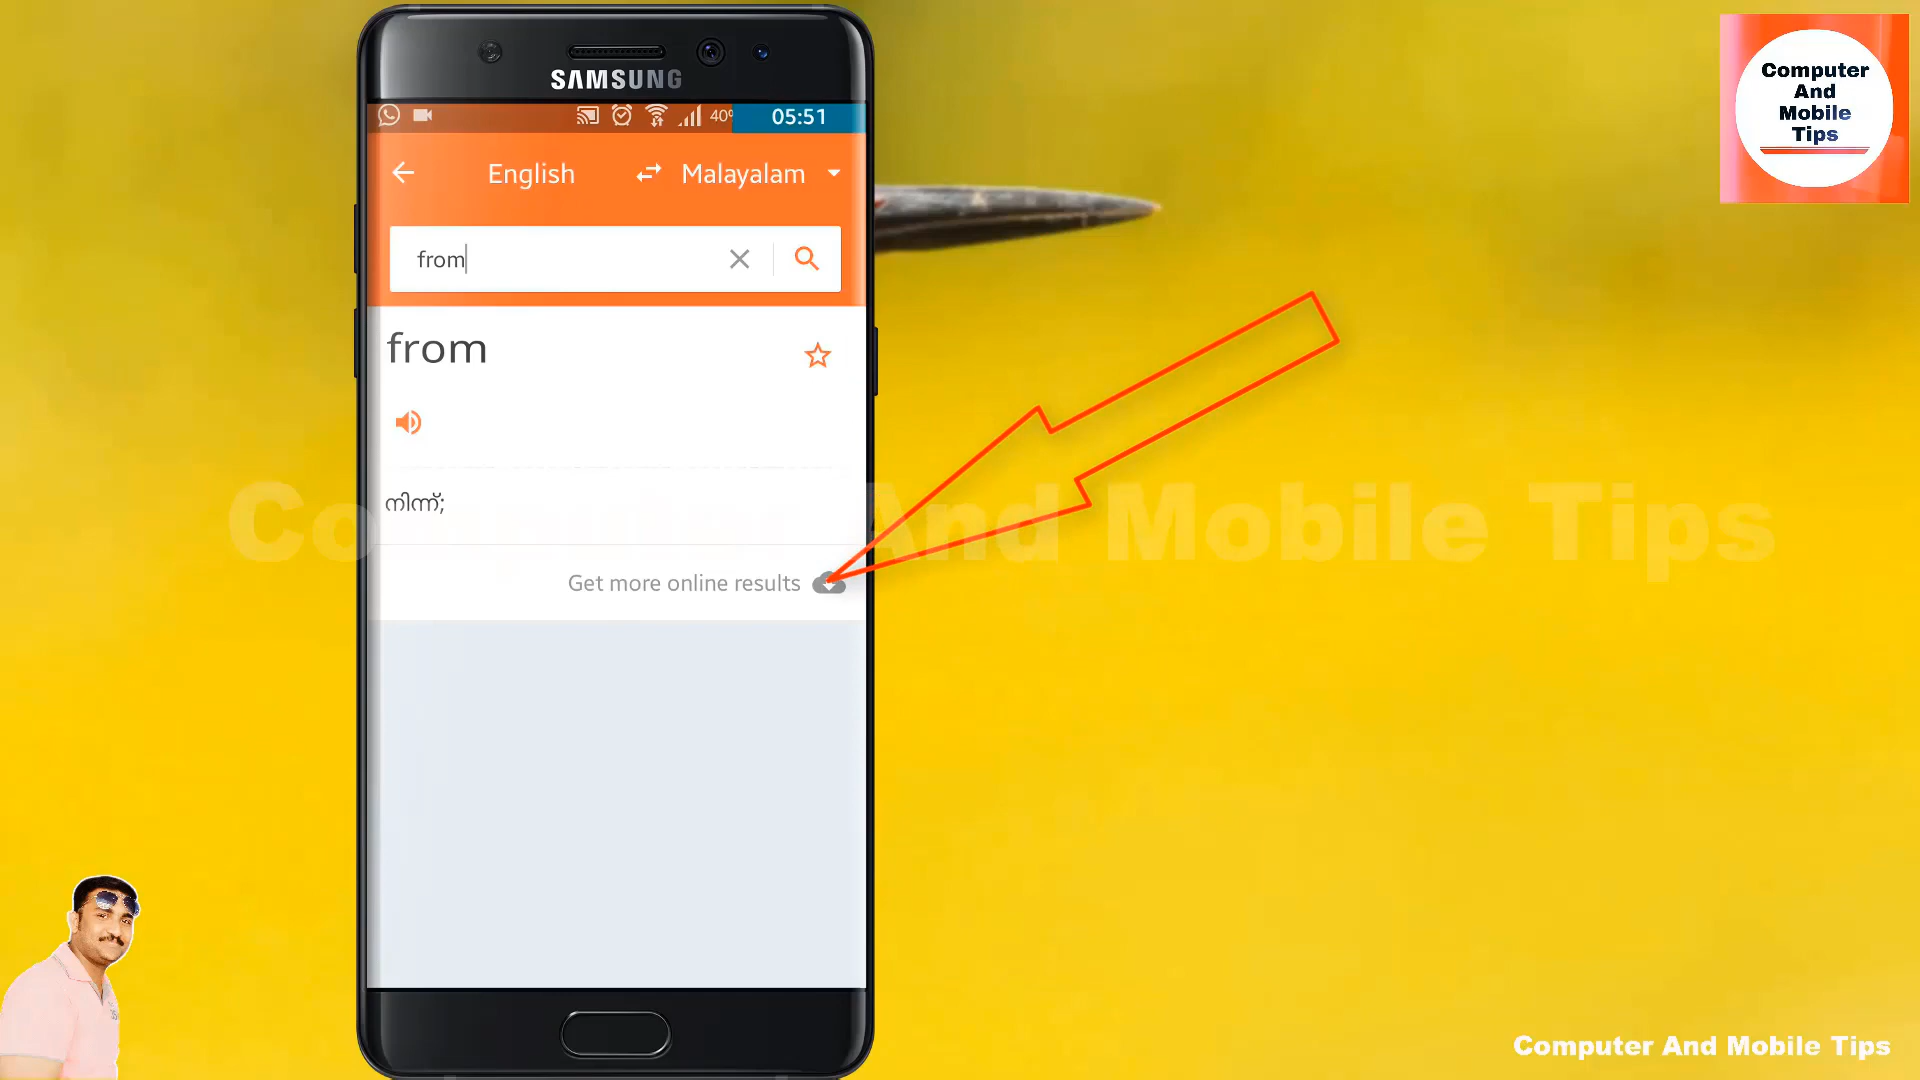 SAMSUNG
40%
05:51
English
Malayalam
from
from
നിന്ന്;
Get more online results
Computer
And
Mobile
Tips
Computer And Mobile Tips
Computer And Mobile Tips